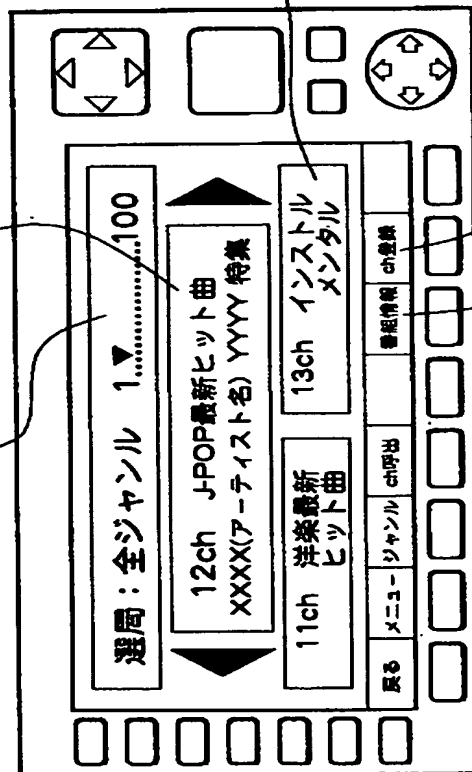 選局：全ジャンル 1▼............100
12ch J-POP最新ヒット曲
XXXX(アーティスト名) YYYY 特集
11ch 洋楽最新
ヒット曲
13ch インストル
メンタル
戻る メニュー ジャンル ch呼出 番組情報 ch登録